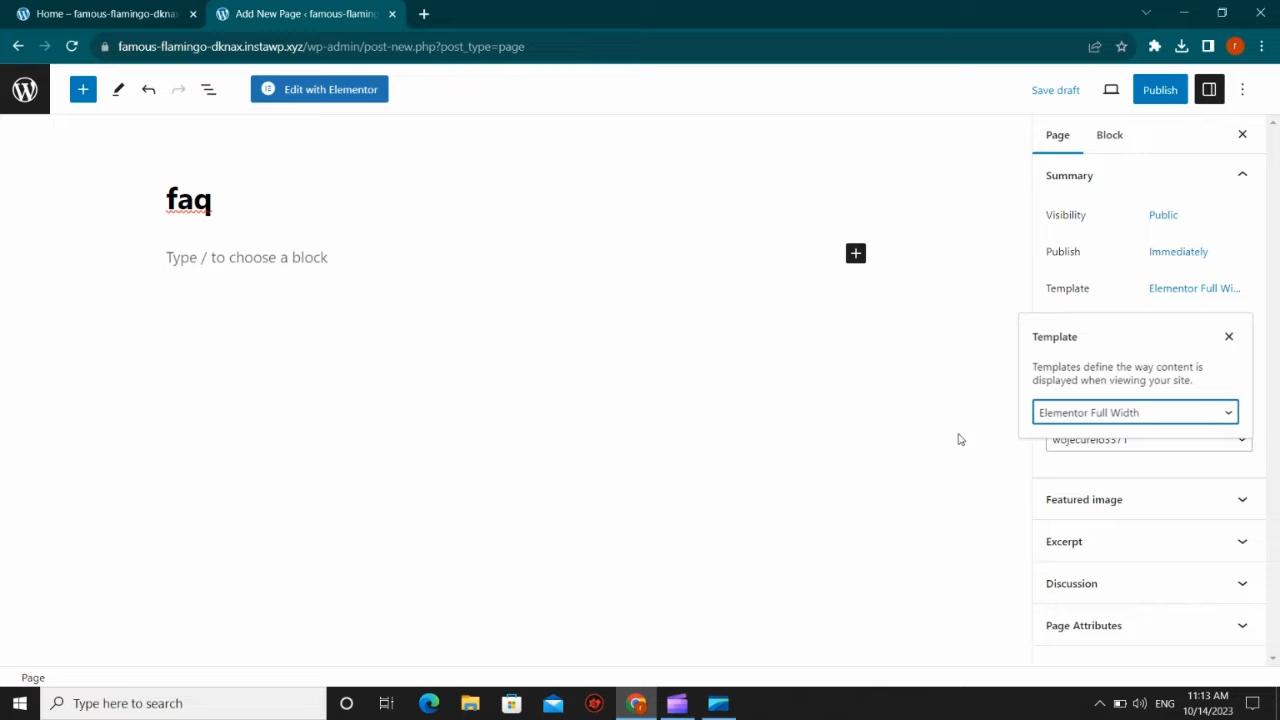 Home – famous-flamingo-dknax
Add New Page ‹ famous-flaming
famous-flamingo-dknax.instawp.xyz/wp-admin/post-new.php?post_type=page
r
Edit with Elementor
Save draft
Publish
Page
Block
Summary
faq
Visibility
Public
Type / to choose a block
Publish
Immediately
Template
Elementor Full Wi...
Template
Templates define the way content is
displayed when viewing your site.
Elementor Full Width
Featured image
Excerpt
Discussion
Page Attributes
Page
Type here to search
ENG
11:13 AM
10/14/2023